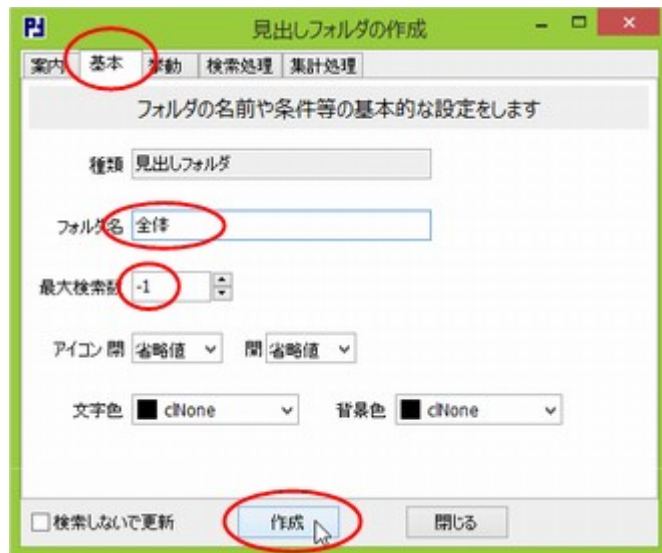 見出しフォルダの作成
案内 基本 挙動 検索処理 集計処理
フォルダの名前や条件等の基本的な設定をします
種類 見出しフォルダ
フォルダ名 全体
最大検索数 -1
アイコン 閉 省略値 開 省略値
文字色 clNone 背景色 clNone
検索しないで更新 作成 閉じる